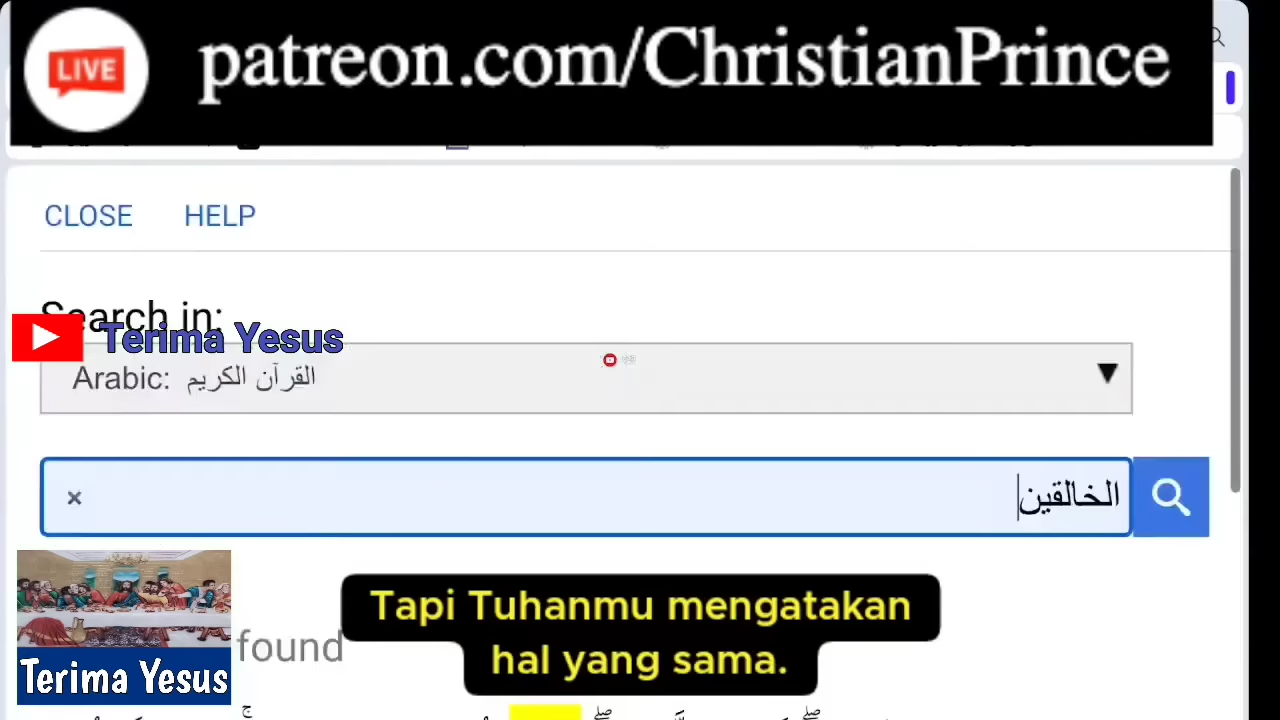 LIVE
patreon.com/ChristianPrince
CLOSE HELP
Search in:
Terima Yesus
Arabic: القرآن الكريم
× الخالقين
Tapi Tuhanmu mengatakan
hal yang sama.
found
Terima Yesus